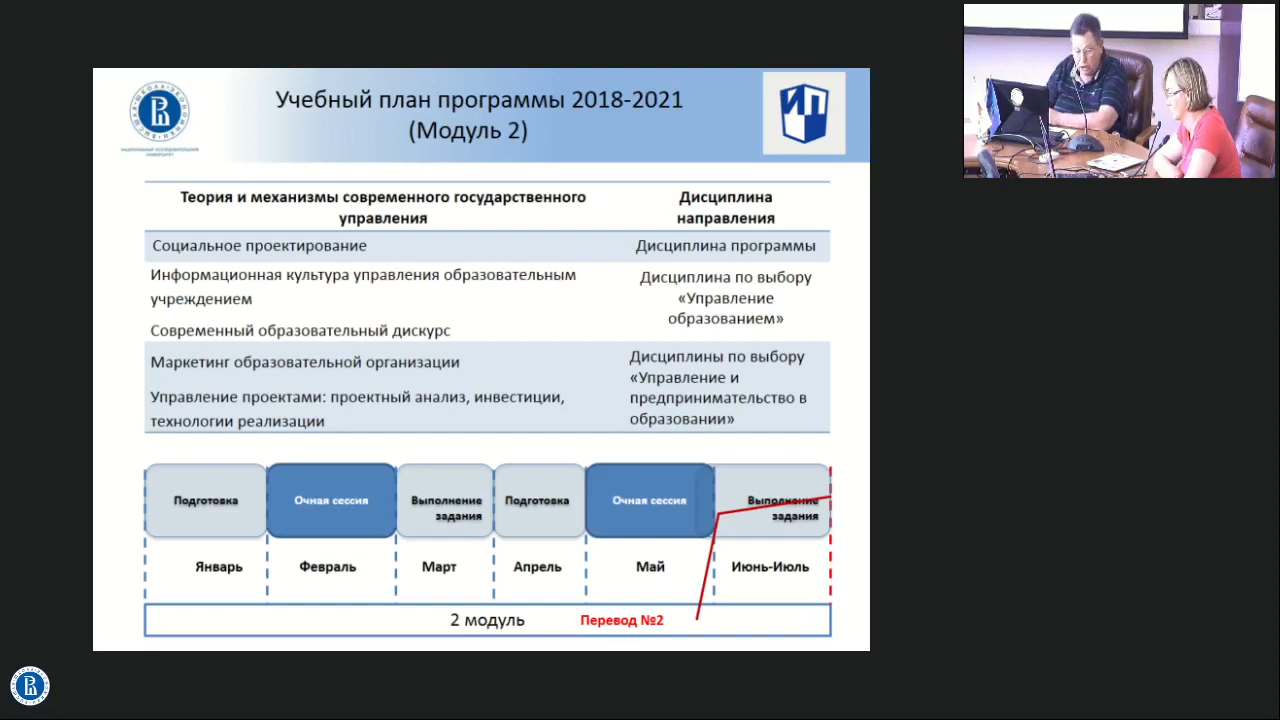 Учебный план программы 2018-2021
(Модуль 2)
ИП
НАЦИОНАЛЬНЫЙ ИССЛЕДОВАТЕЛЬСКИЙ
УНИВЕРСИТЕТ
Теория и механизмы современного государственного
управления
Дисциплина
направления
Социальное проектирование
Дисциплина программы
Информационная культура управления образовательным
учреждением
Современный образовательный дискурс
Дисциплина по выбору
«Управление
образованием»
Маркетинг образовательной организации
Управление проектами: проектный анализ, инвестиции,
технологии реализации
Дисциплины по выбору
«Управление и
предпринимательство в
образовании»
Подготовка
Очная сессия
Выполнение
задания
Подготовка
Очная сессия
Выполнение
задания
Январь
Февраль
Март
Апрель
Май
Июнь-Июль
2 модуль
Перевод №2